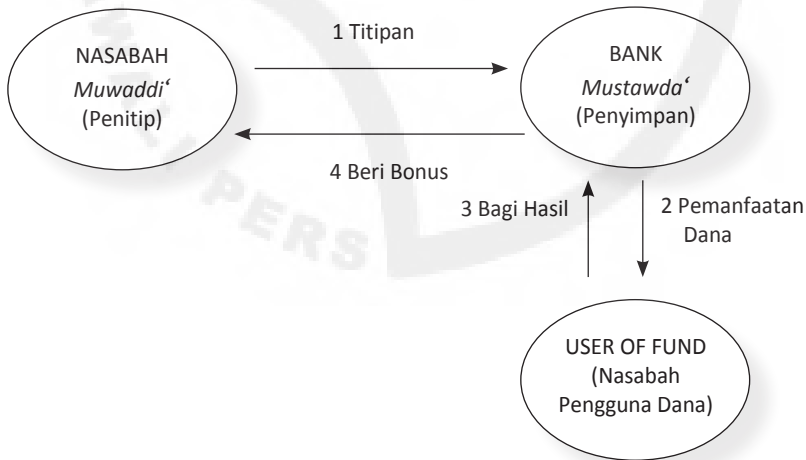 NASABAH
Muwaddi‘
(Penitip)
1 Titipan
BANK
Mustawda‘
(Penyimpan)
4 Beri Bonus
3 Bagi Hasil
2 Pemanfaatan
Dana
USER OF FUND
(Nasabah
Pengguna Dana)
PERS